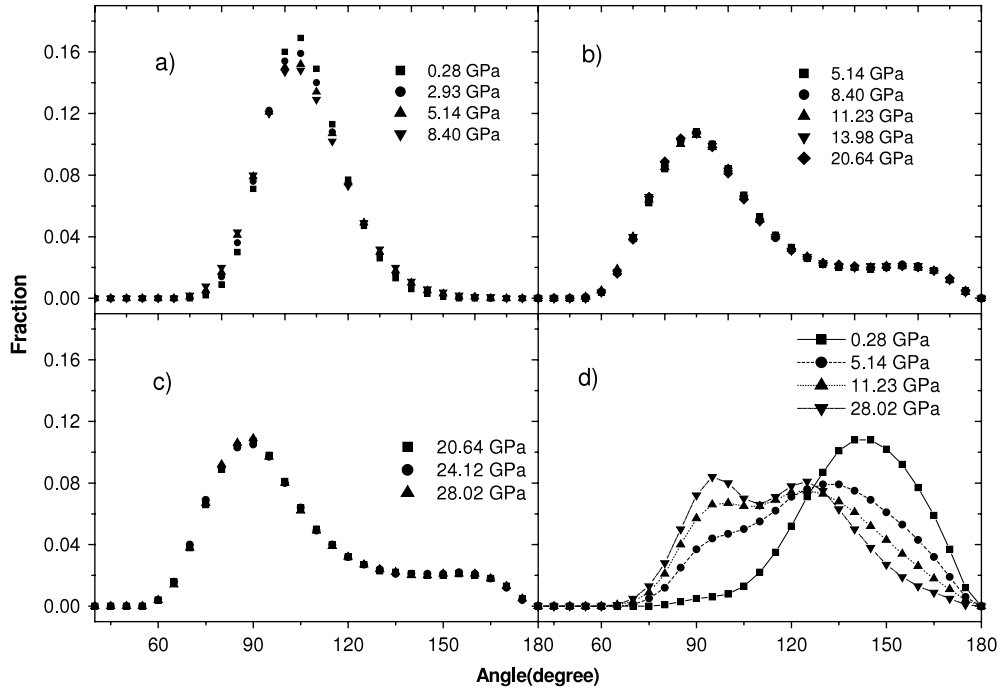 a)
0.28 GPa
2.93 GPa
5.14 GPa
8.40 GPa
b)
5.14 GPa
8.40 GPa
11.23 GPa
13.98 GPa
20.64 GPa
0.16
0.12
0.08
0.04
0.00
Fraction
c)
20.64 GPa
24.12 GPa
28.02 GPa
d)
0.28 GPa
5.14 GPa
11.23 GPa
28.02 GPa
0.16
0.12
0.08
0.04
0.00
60 90 120 150 180 60 90 120 150 180
Angle(degree)